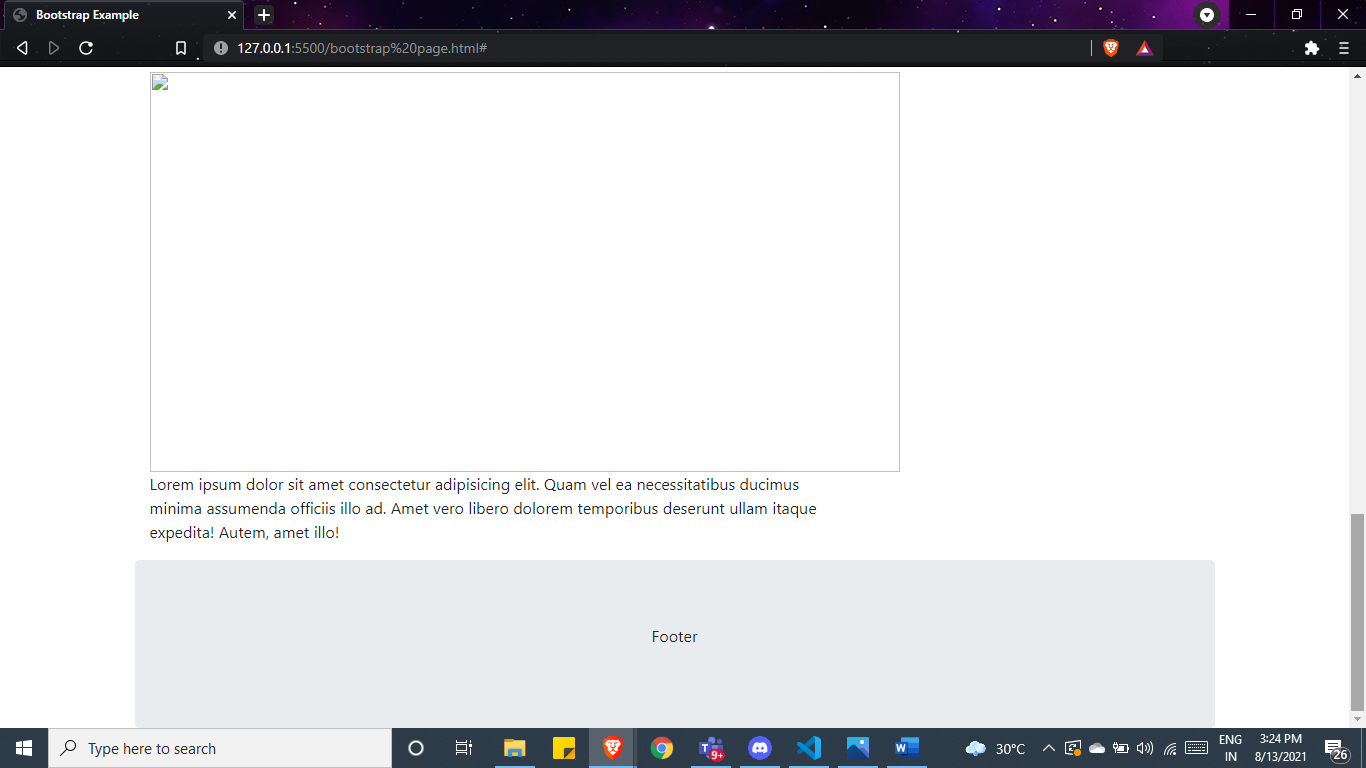 Bootstrap Example
127.0.0.1:5500/bootstrap%20page.html#
Lorem ipsum dolor sit amet consectetur adipisicing elit. Quam vel ea necessitatibus ducimus
minima assumenda officiis illo ad. Amet vero libero dolorem temporibus deserunt ullam itaque
expedita! Autem, amet illo!
Footer
Type here to search
9+
30°C
ENG
IN
3:24 PM
8/13/2021
26